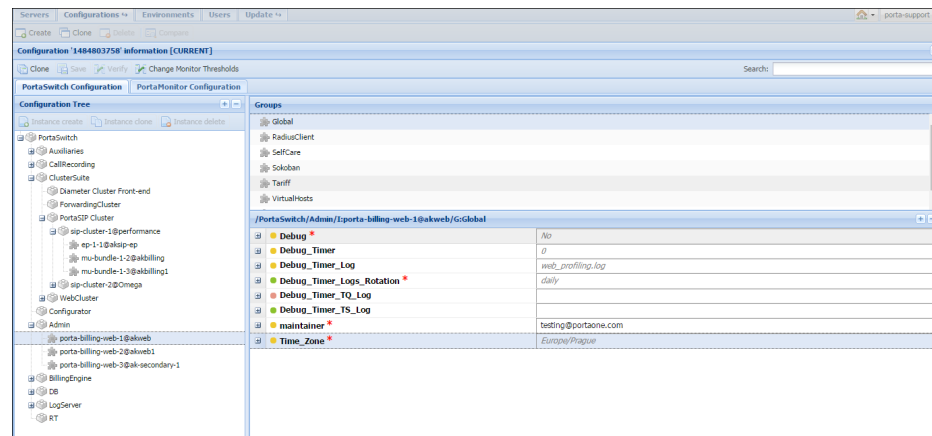 Servers Configurations Environments Users Update porta-support
Create Clone Delete Compare
Configuration '1484803758' information [CURRENT]
Clone Save Verify Change Monitor Thresholds Search:
PortaSwitch Configuration PortaMonitor Configuration
Configuration Tree
Instance create Instance clone Instance delete
PortaSwitch
Auxiliaries
CallRecording
ClusterSuite
Diameter Cluster Front-end
ForwardingCluster
PortaSIP Cluster
sip-cluster-1@performance
ep-1-1@aksip-ep
mu-bundle-1-2@akbilling
mu-bundle-1-3@akbilling1
sip-cluster-2@Omega
WebCluster
Configurator
Admin
porta-billing-web-1@akweb
porta-billing-web-2@akweb1
porta-billing-web-3@ak-secondary-1
BillingEngine
DB
LogServer
RT
Groups
Global
RadiusClient
SelfCare
Sokoban
Tariff
VirtualHosts
/PortaSwitch/Admin/I:porta-billing-web-1@akweb/G:Global
Debug * No
Debug_Timer 0
Debug_Timer_Log web_profiling.log
Debug_Timer_Logs_Rotation * daily
Debug_Timer_TQ_Log
Debug_Timer_TS_Log
maintainer * testing@portaone.com
Time_Zone * Europe/Prague